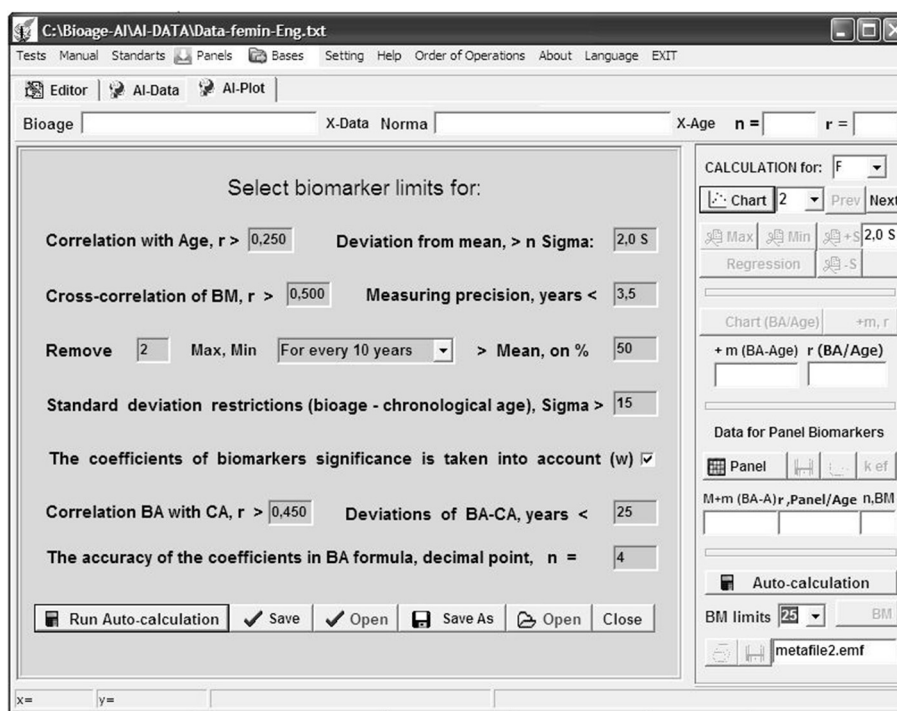 C:\Bioage-AI\AI-DATA\Data-femin-Eng.txt
Tests Manual Standarts Panels Bases Setting Help Order of Operations About Language EXIT
Editor AI-Data AI-Plot
Bioage X-Data Norma X-Age n = r =
Select biomarker limits for:
Correlation with Age, r > 0,250 Deviation from mean, > n Sigma: 2,0 S
Cross-correlation of BM, r > 0,500 Measuring precision, years < 3,5
Remove 2 Max, Min For every 10 years > Mean, on % 50
Standard deviation restrictions (bioage - chronological age), Sigma > 15
The coefficients of biomarkers significance is taken into account (w)
Correlation BA with CA, r > 0,450 Deviations of BA-CA, years < 25
The accuracy of the coefficients in BA formula, decimal point, n = 4
Run Auto-calculation Save Open Save As Open Close
CALCULATION for: F
Chart 2 Prev Next
Max Min +S 2,0 S
Regression -S
Chart (BA/Age) +m, r
+ m (BA-Age) r (BA/Age)
Data for Panel Biomarkers
Panel k ef
M+m (BA-A) r ,Panel/Age n,BM
Auto-calculation
BM limits 25 BM
metafile2.emf
x= y=